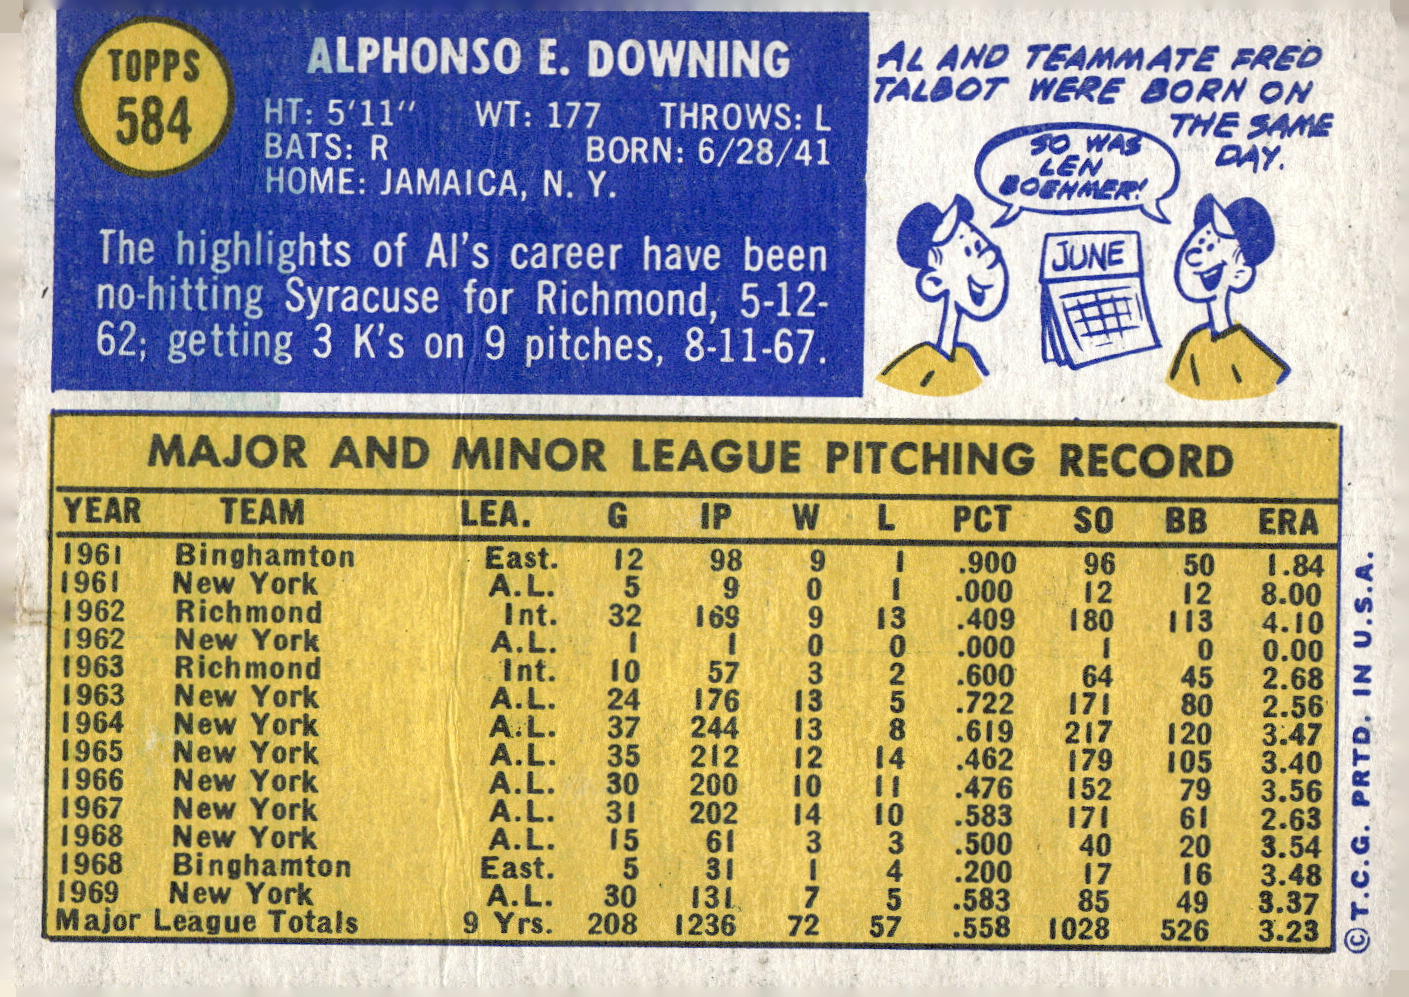 TOPPS
584
ALPHONSO E. DOWNING
HT: 5'11" WT: 177 THROWS: L
BATS: R BORN: 6/28/41
HOME: JAMAICA, N. Y.
The highlights of Al's career have been
no-hitting Syracuse for Richmond, 5-12-
62; getting 3 K's on 9 pitches, 8-11-67.
AL AND TEAMMATE FRED
TALBOT WERE BORN ON
THE SAME
DAY.
SO WAS
LEN
BOEHMER!
JUNE
MAJOR AND MINOR LEAGUE PITCHING RECORD
YEAR TEAM LEA. G IP W L PCT SO BB ERA
1961 Binghamton East. 12 98 9 1 .900 96 50 1.84
1961 New York A.L. 5 9 0 1 .000 12 12 8.00
1962 Richmond Int. 32 169 9 13 .409 180 113 4.10
1962 New York A.L. 1 1 0 0 .000 1 0 0.00
1963 Richmond Int. 10 57 3 2 .600 64 45 2.68
1963 New York A.L. 24 176 13 5 .722 171 80 2.56
1964 New York A.L. 37 244 13 8 .619 217 120 3.47
1965 New York A.L. 35 212 12 14 .462 179 105 3.40
1966 New York A.L. 30 200 10 11 .476 152 79 3.56
1967 New York A.L. 31 202 14 10 .583 171 61 2.63
1968 New York A.L. 15 61 3 3 .500 40 20 3.54
1968 Binghamton East. 5 31 1 4 .200 17 16 3.48
1969 New York A.L. 30 131 7 5 .583 85 49 3.37
Major League Totals 9 Yrs. 208 1236 72 57 .558 1028 526 3.23
©T.C.G. PRTD. IN U.S.A.